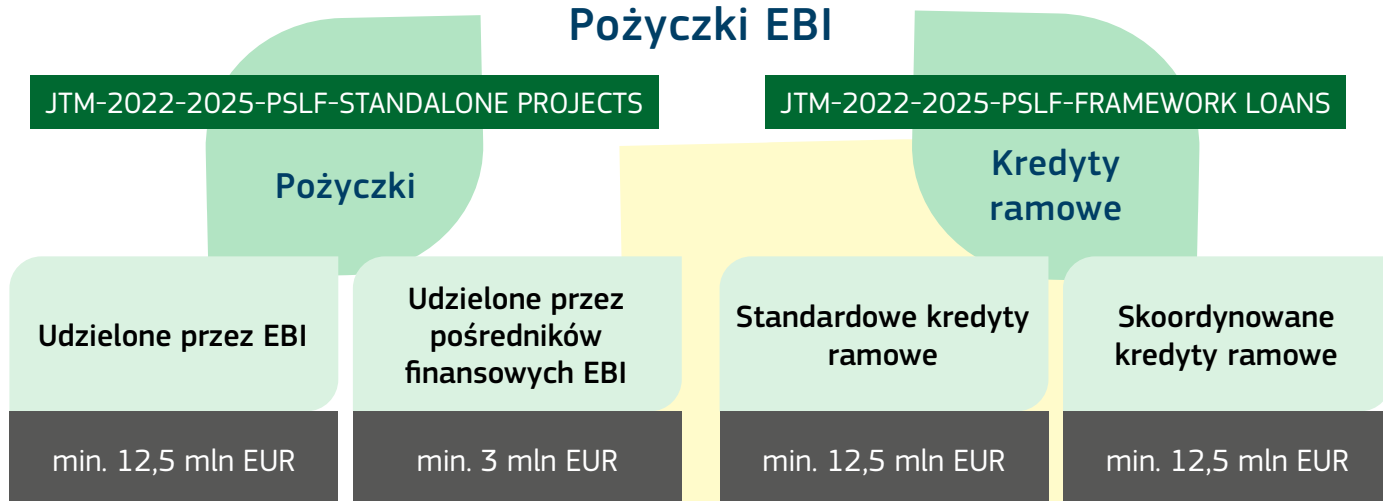 Pożyczki EBI
JTM-2022-2025-PSLF-STANDALONE PROJECTS
Pożyczki
Udzielone przez EBI
min. 12,5 mln EUR
Udzielone przez
pośredników
finansowych EBI
min. 3 mln EUR
JTM-2022-2025-PSLF-FRAMEWORK LOANS
Kredyty
ramowe
Standardowe kredyty
ramowe
min. 12,5 mln EUR
Skoordynowane
kredyty ramowe
min. 12,5 mln EUR